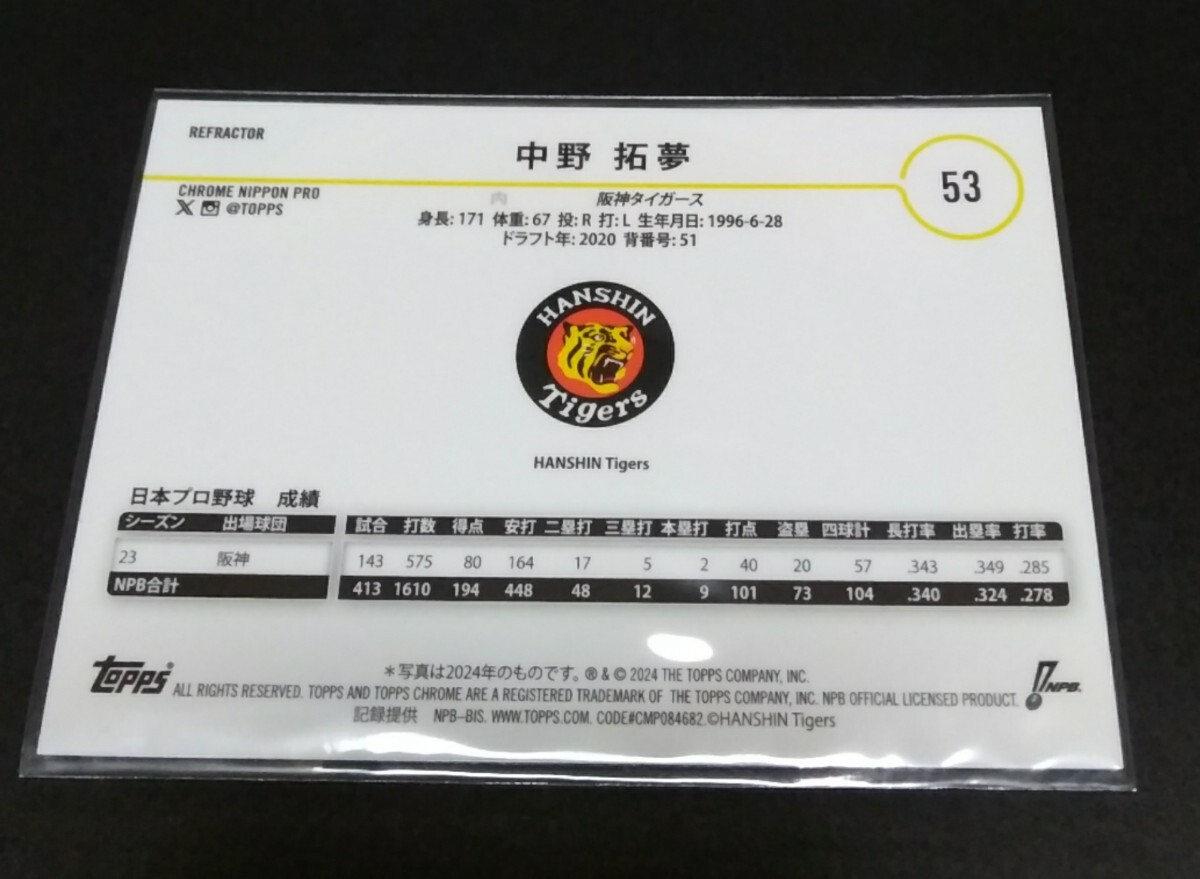 REFRACTOR
中野 拓夢
53
CHROME NIPPON PRO
@TOPPS
内 阪神タイガース
身長: 171 体重: 67 投: R 打: L 生年月日: 1996-6-28
ドラフト年: 2020 背番号: 51
HANSHIN
Tigers
HANSHIN Tigers
日本プロ野球 成績
シーズン 出場球団 試合 打数 得点 安打 二塁打 三塁打 本塁打 打点 盗塁 四球計 長打率 出塁率 打率
23 阪神 143 575 80 164 17 5 2 40 20 57 .343 .349 .285
NPB合計 413 1610 194 448 48 12 9 101 73 104 .340 .324 .278
topps®
*写真は2024年のものです。 ® & © 2024 THE TOPPS COMPANY, INC.
ALL RIGHTS RESERVED. TOPPS AND TOPPS CHROME ARE A REGISTERED TRADEMARK OF THE TOPPS COMPANY, INC. NPB OFFICIAL LICENSED PRODUCT.
記録提供 NPB-BIS. WWW.TOPPS.COM. CODE#CMP084682.©HANSHIN Tigers
NPB.